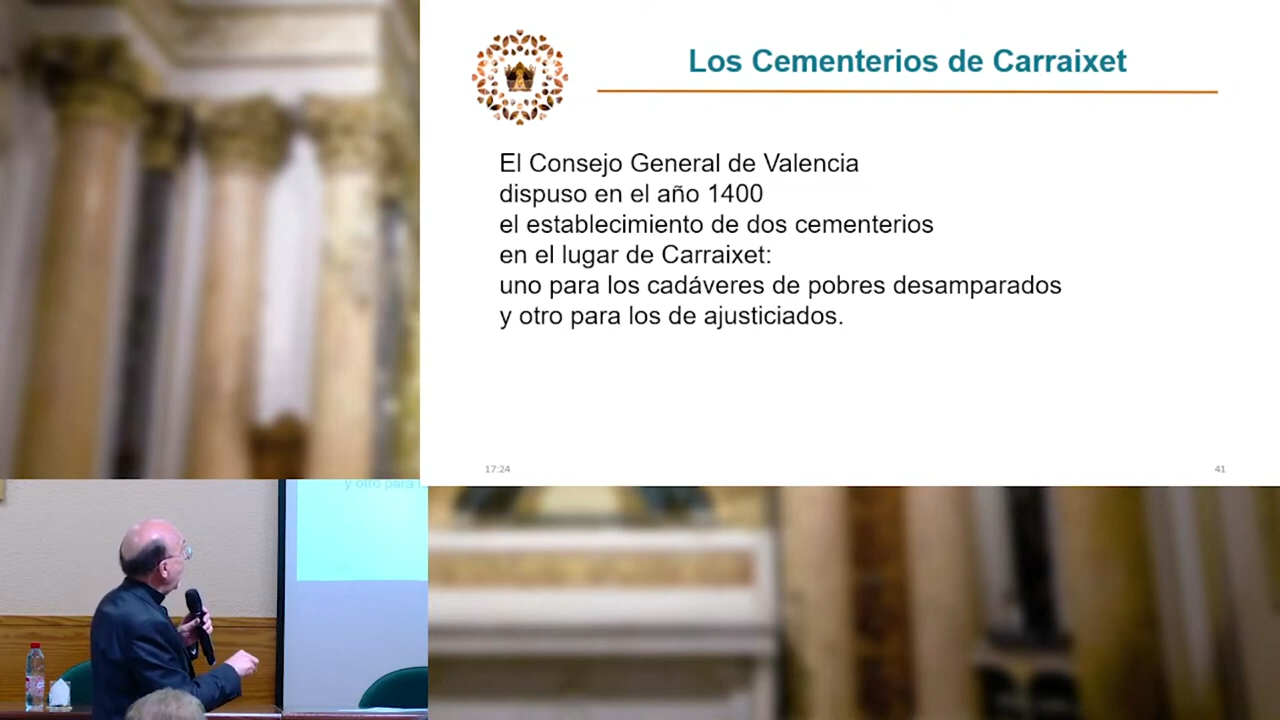 Los Cementerios de Carraixet
El Consejo General de Valencia
dispuso en el año 1400
el establecimiento de dos cementerios
en el lugar de Carraixet:
uno para los cadáveres de pobres desamparados
y otro para los de ajusticiados.
17:24
41
y otro para l